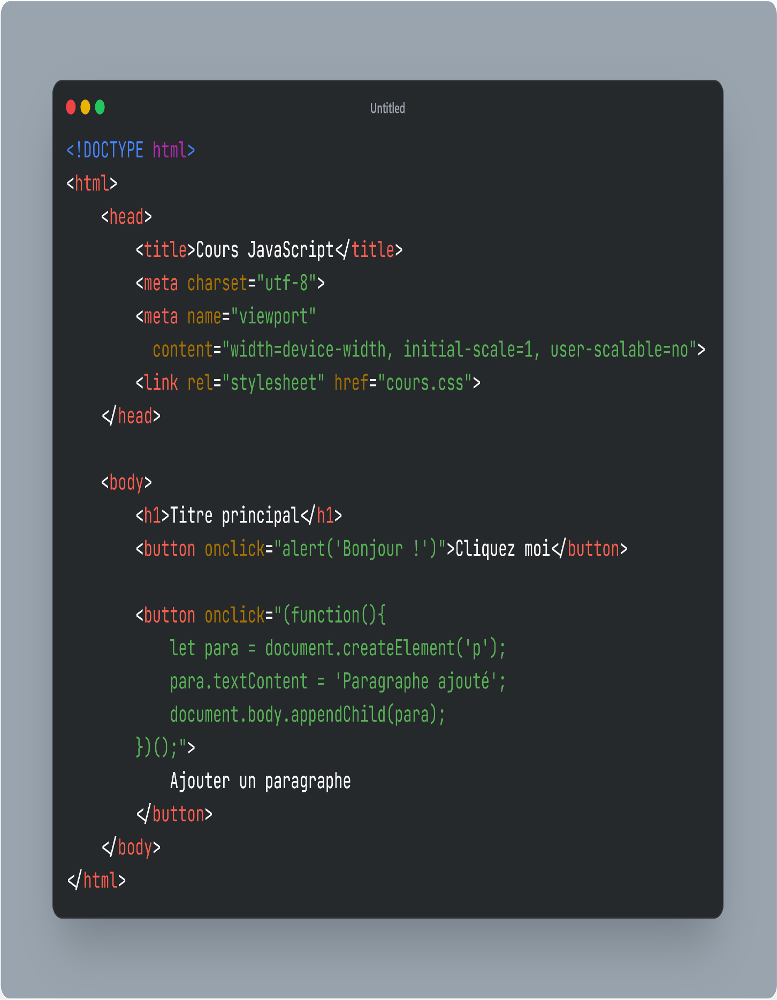 Untitled
<!DOCTYPE html>
<html>
    <head>
        <title>Cours JavaScript</title>
        <meta charset="utf-8">
        <meta name="viewport"
          content="width=device-width, initial-scale=1, user-scalable=no">
        <link rel="stylesheet" href="cours.css">
    </head>

    <body>
        <h1>Titre principal</h1>
        <button onclick="alert('Bonjour !')">Cliquez moi</button>

        <button onclick="(function(){
            let para = document.createElement('p');
            para.textContent = 'Paragraphe ajouté';
            document.body.appendChild(para);
        })();">
            Ajouter un paragraphe
        </button>
    </body>
</html>